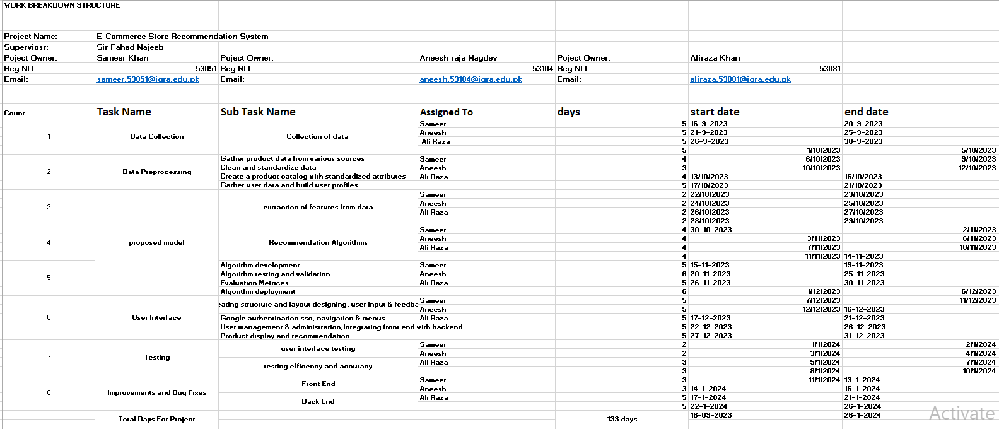 WORK BREAKDOWN STRUCTURE
Project Name: E-Commerce Store Recommendation System
Superviosr: Sir Fahad Najeeb
Poject Owner: Sameer Khan Poject Owner: Aneesh raja Nagdev Poject Owner: Aliraza Khan
Reg NO: 53051 Reg NO: 53104 Reg NO: 53081
Email: sameer.53051@iqra.edu.pk Email: aneesh.53104@iqra.edu.pk Email: aliraza.53081@iqra.edu.pk
Count Task Name Sub Task Name Assigned To days start date end date
Sameer 5 16-9-2023 20-9-2023
1 Data Collection Collection of data Aneesh 5 21-9-2023 25-9-2023
Ali Raza 5 26-9-2023 30-9-2023
5 1/10/2023 5/10/2023
Gather product data from various sources Sameer 4 6/10/2023 9/10/2023
2 Data Preprocessing Clean and standardize data Aneesh 3 10/10/2023 12/10/2023
Create a product catalog with standardized attributes Ali Raza 4 13/10/2023 16/10/2023
Gather user data and build user profiles 5 17/10/2023 21/10/2023
Sameer 2 22/10/2023 23/10/2023
3 extraction of features from data Aneesh 2 24/10/2023 25/10/2023
Ali Raza 2 26/10/2023 27/10/2023
2 28/10/2023 29/10/2023
Sameer 4 30-10-2023 2/11/2023
4 proposed model Recommendation Algorithms Aneesh 4 3/11/2023 6/11/2023
Ali Raza 4 7/11/2023 10/11/2023
4 11/11/2023 14-11-2023
Algorithm development Sameer 5 15-11-2023 19-11-2023
5 Algorithm testing and validation Aneesh 6 20-11-2023 25-11-2023
Evaluation Metrices Ali Raza 5 26-11-2023 30-11-2023
Algorithm deployment 6 1/12/2023 6/12/2023
eating structure and layout designing, user input & feedba Sameer 5 7/12/2023 11/12/2023
Aneesh 5 12/12/2023 16-12-2023
6 User Interface Google authentication sso, navigation & menus Ali Raza 5 17-12-2023 21-12-2023
User management & administration,Integrating front end with backend 5 22-12-2023 26-12-2023
Product display and recommendation 5 27-12-2023 31-12-2023
user interface testing Sameer 2 1/1/2024 2/1/2024
7 Testing Aneesh 2 3/1/2024 4/1/2024
testing efficency and accuracy Ali Raza 3 5/1/2024 7/1/2024
3 8/1/2024 10/1/2024
Front End Sameer 3 11/1/2024 13-1-2024
8 Improvements and Bug Fixes Aneesh 3 14-1-2024 16-1-2024
Back End Ali Raza 5 17-1-2024 21-1-2024
5 22-1-2024 26-1-2024
Total Days For Project 133 days 16-09-2023 26-1-2024
Activate